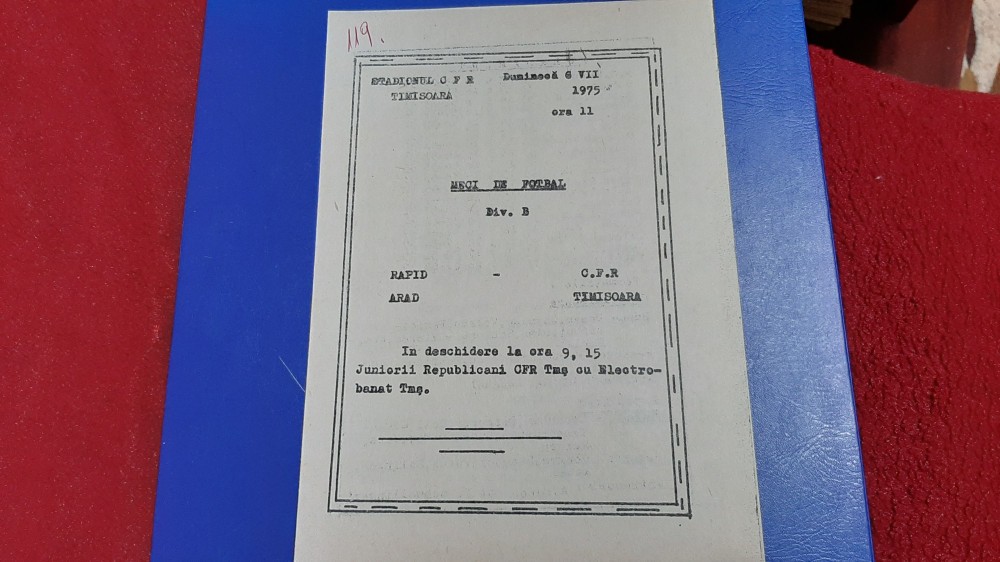 119.
STADIONUL C F R Duminică 6 VII
TIMISOARA 1975
ora 11
MECI DE FOTBAL
Div. B
RAPID - C.F.R
ARAD TIMISOARA
In deschidere la ora 9, 15
Juniorii Republicani CFR Tmş cu Electro-
banat Tmş.